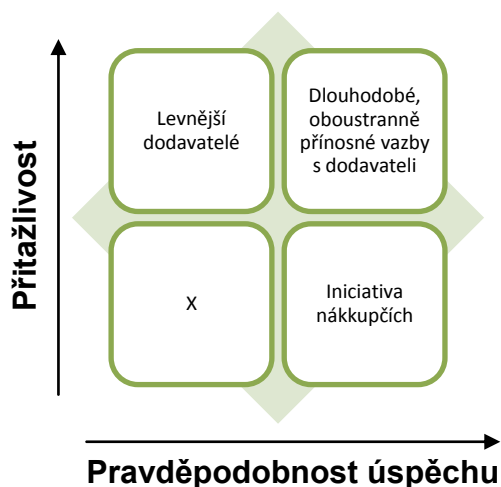 Přitažlivost
Levnější
dodavatelé
Dlouhodobé,
oboustranně
přínosné vazby
s dodavateli
X
Iniciativa
nákkupčích
Pravděpodobnost úspěchu